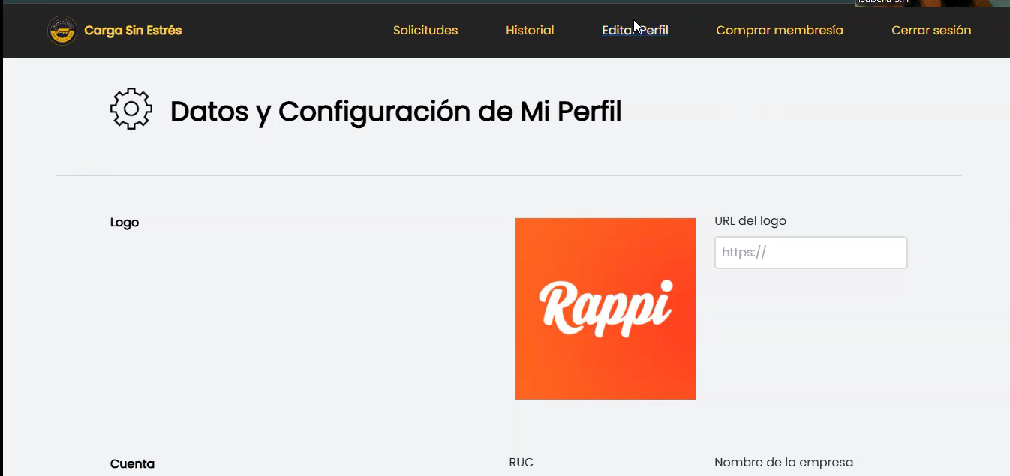 Carga Sin Estrés
Solicitudes
Historial
Editar Perfil
Comprar membresía
Cerrar sesión
Datos y Configuración de Mi Perfil
Logo
Rappi
URL del logo
https://
Cuenta
RUC
Nombre de la empresa